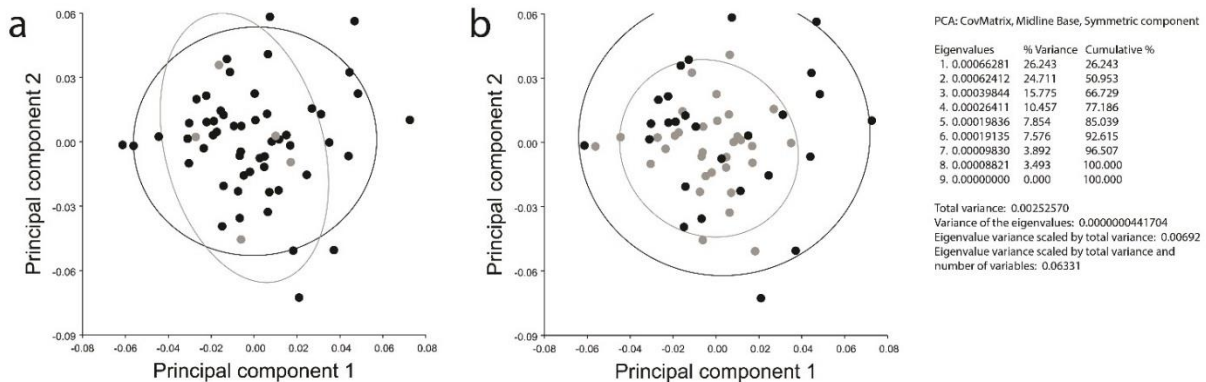 a
Principal component 2
0.06
0.03
0.00
-0.03
-0.06
-0.09
-0.08
-0.06
-0.04
-0.02
0.00
0.02
0.04
0.06
0.08
Principal component 1
b
Principal component 2
0.06
0.03
0.00
-0.03
-0.06
-0.09
-0.08
-0.06
-0.04
-0.02
0.00
0.02
0.04
0.06
0.08
Principal component 1
PCA: CovMatrix, Midline Base, Symmetric component
Eigenvalues % Variance Cumulative %
1. 0.00066281 26.243 26.243
2. 0.00062412 24.711 50.953
3. 0.00039844 15.775 66.729
4. 0.00026411 10.457 77.186
5. 0.00019836 7.854 85.039
6. 0.00019135 7.576 92.615
7. 0.00009830 3.892 96.507
8. 0.00008821 3.493 100.000
9. 0.00000000 0.000 100.000
Total variance: 0.00252570
Variance of the eigenvalues: 0.0000000441704
Eigenvalue variance scaled by total variance: 0.00692
Eigenvalue variance scaled by total variance and
number of variables: 0.06331